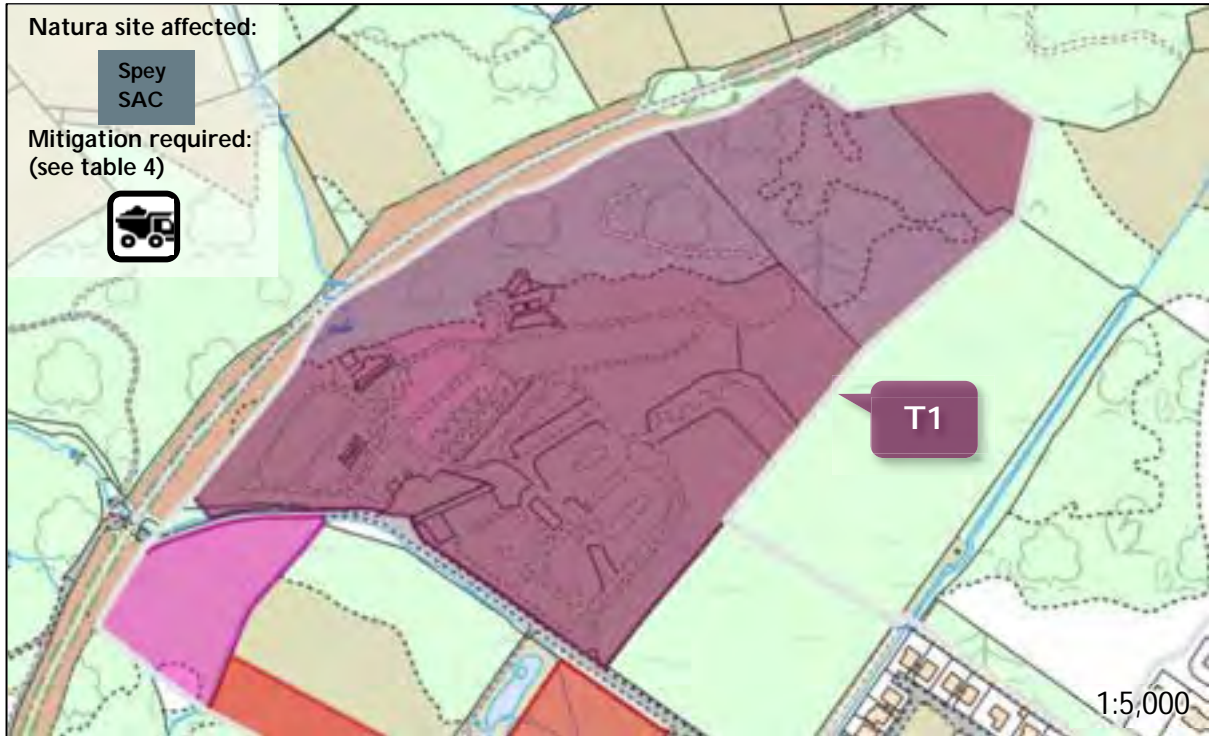 Natura site affected:
Spey
SAC
Mitigation required:
(see table 4)
T1
1:5,000